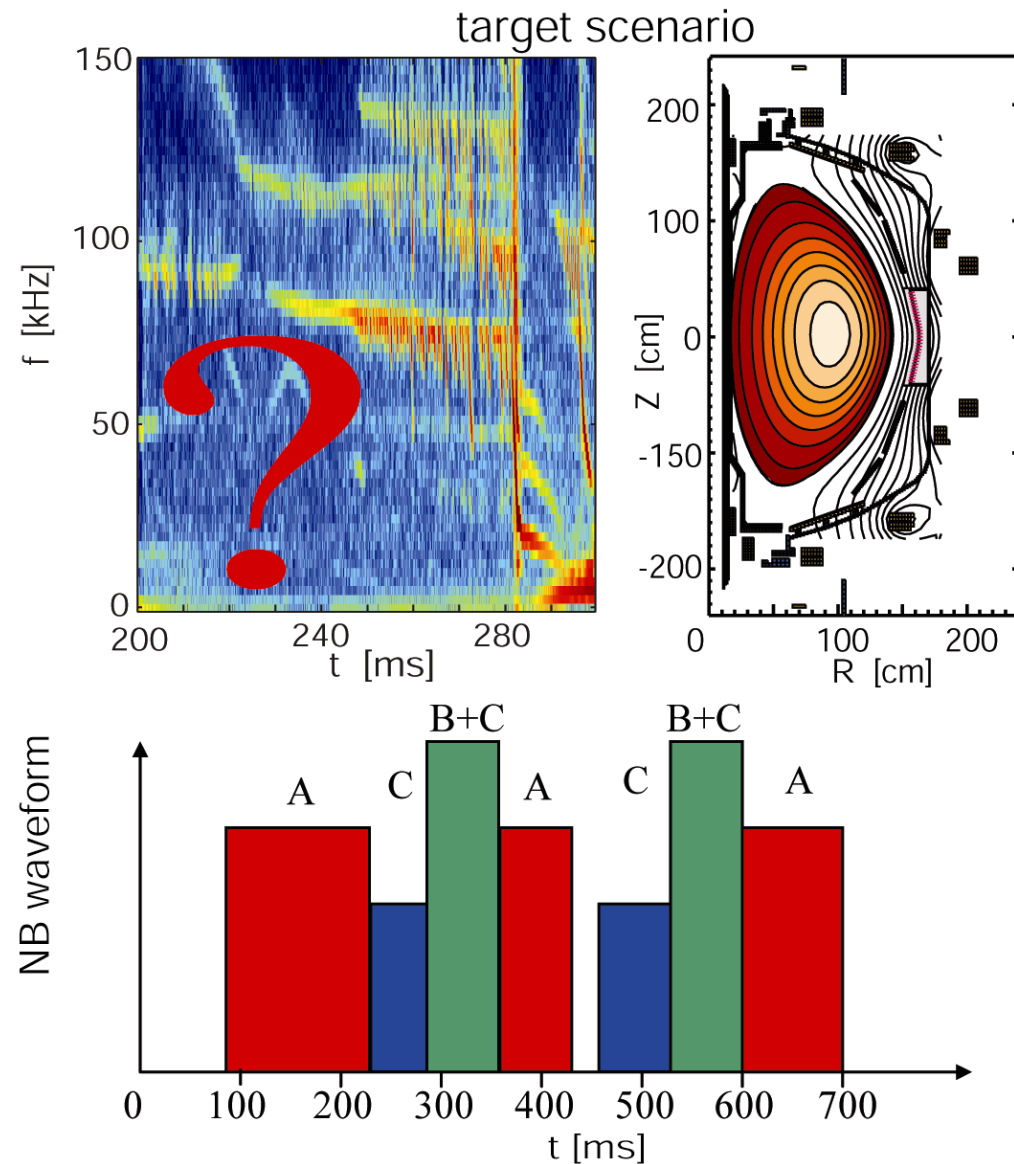 target scenario
150
100
50
0
f [kHz]
200 240 280
t [ms]
?
200
100
0
-150
-200
Z [cm]
0 100 200
R [cm]
NB waveform
A
C
B+C
A
C
B+C
A
0 100 200 300 400 500 600 700
t [ms]